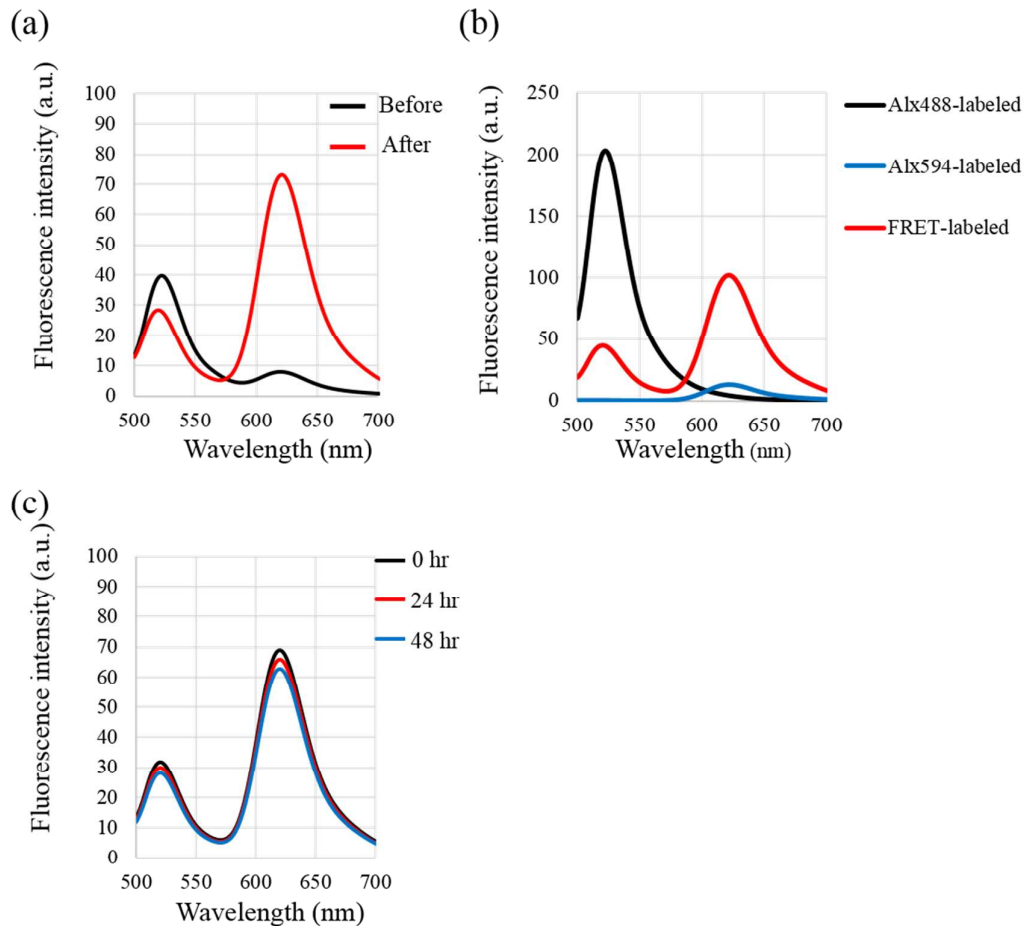 (a)
Fluorescence intensity (a.u.)
100
90
80
70
60
50
40
30
20
10
0
500 550 600 650 700
Wavelength (nm)
Before
After
(b)
Fluorescence intensity (a.u.)
250
200
150
100
50
0
500 550 600 650 700
Wavelength (nm)
Alx488-labeled
Alx594-labeled
FRET-labeled
(c)
Fluorescence intensity (a.u.)
100
90
80
70
60
50
40
30
20
10
0
500 550 600 650 700
Wavelength (nm)
0 hr
24 hr
48 hr